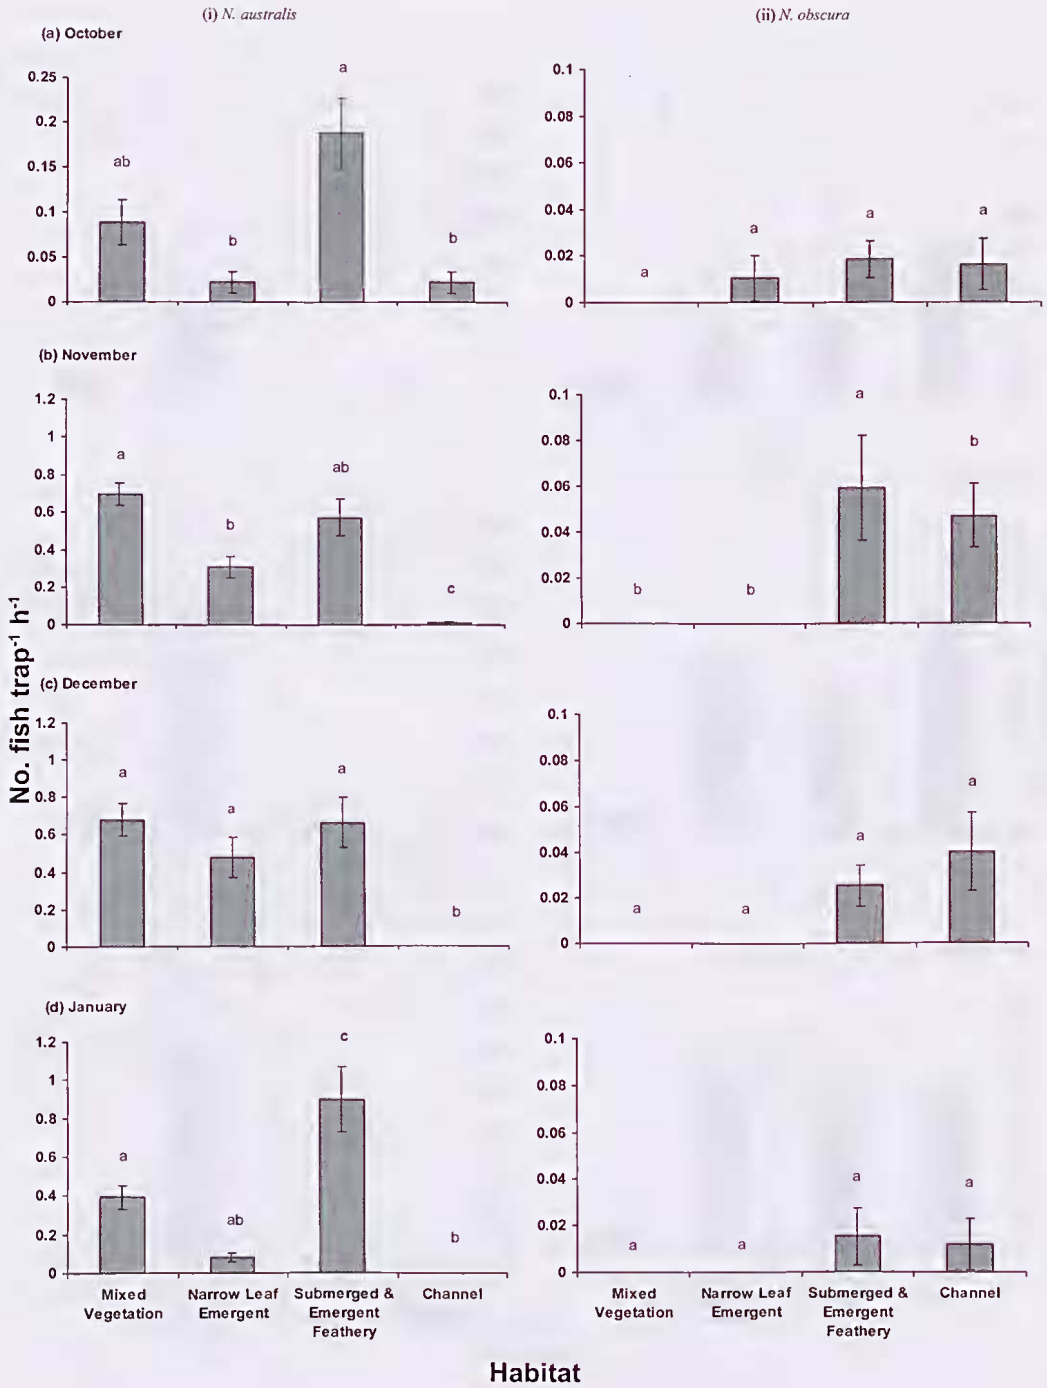 (i) N. australis
(ii) N. obscura
(a) October
0.25
0.2
0.15
0.1
0.05
0
ab
b
a
b
0.1
0.08
0.06
0.04
0.02
0
a
a
a
a
(b) November
1.2
1
0.8
0.6
0.4
0.2
0
a
b
ab
c
0.1
0.08
0.06
0.04
0.02
0
b
b
a
b
(c) December
1.2
1
0.8
0.6
0.4
0.2
0
a
a
a
b
0.1
0.08
0.06
0.04
0.02
0
a
a
a
a
(d) January
1.2
1
0.8
0.6
0.4
0.2
0
a
ab
c
b
Mixed
Vegetation
Narrow Leaf
Emergent
Submerged &
Emergent
Feathery
Channel
0.1
0.08
0.06
0.04
0.02
0
a
a
a
a
Mixed
Vegetation
Narrow Leaf
Emergent
Submerged &
Emergent
Feathery
Channel
No. fish trap⁻¹ h⁻¹
Habitat